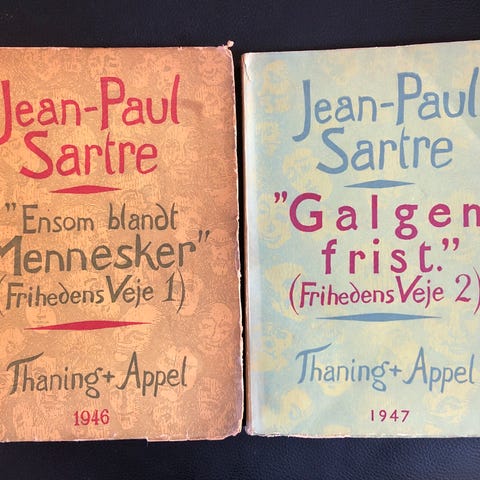 Jean-Paul
Sartre
"Ensom blandt
Mennesker"
(Frihedens Veje 1)
Thaning + Appel
1946
Jean-Paul
Sartre
"Galgen
frist."
(Frihedens Veje 2)
Thaning + Appel
1947